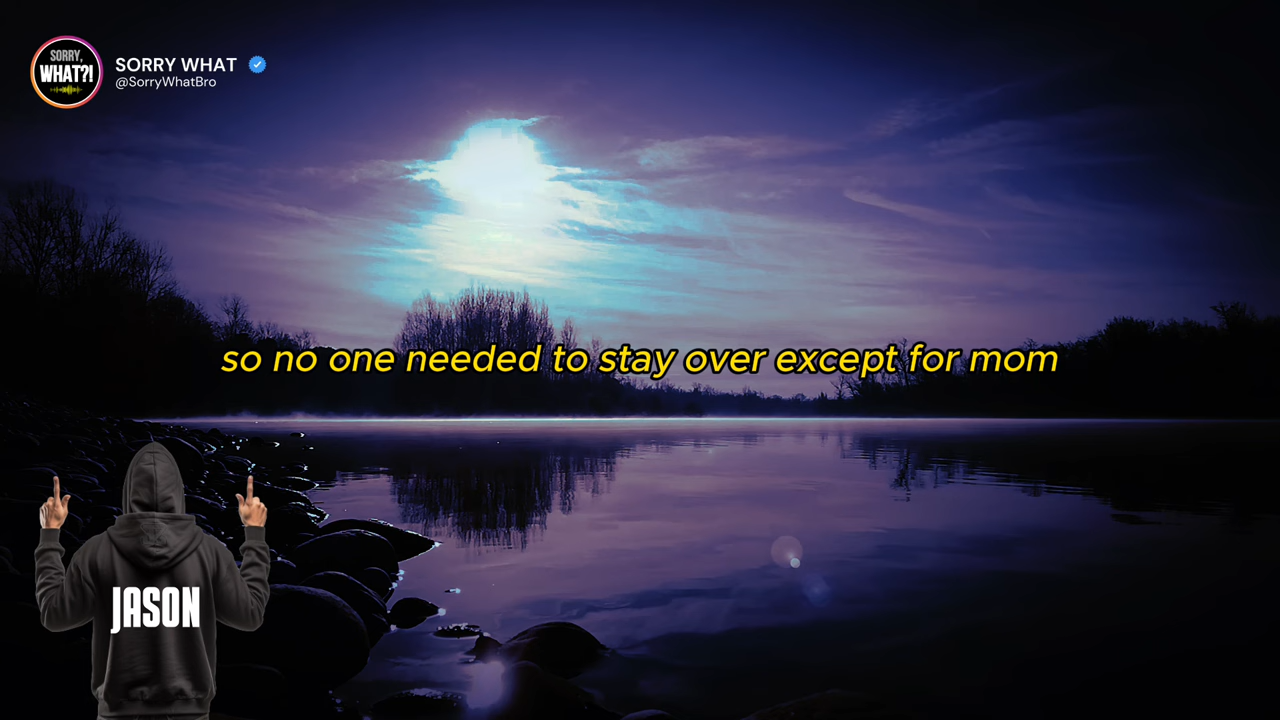 SORRY,
WHAT?!
SORRY WHAT
@SorryWhatBro
so no one needed to stay over except for mom
JASON